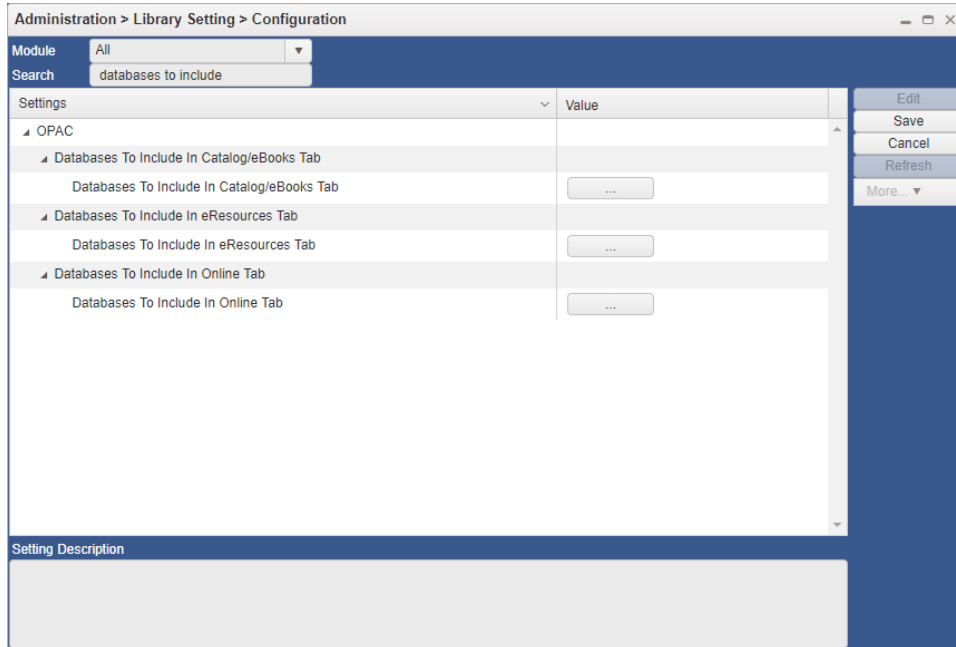 Administration > Library Setting > Configuration
Module All
Search databases to include
Settings Value
OPAC
Databases To Include In Catalog/eBooks Tab
Databases To Include In Catalog/eBooks Tab ...
Databases To Include In eResources Tab
Databases To Include In eResources Tab ...
Databases To Include In Online Tab
Databases To Include In Online Tab ...
Edit
Save
Cancel
Refresh
More...
Setting Description